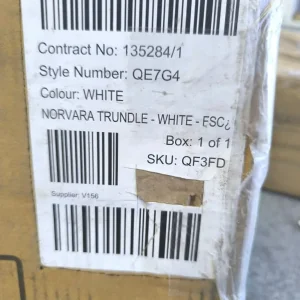 Contract No: 135284/1
Style Number: QE7G4
Colour: WHITE
NORVARA TRUNDLE - WHITE - FSC¿
Box: 1 of 1
SKU: QF3FD
Supplier: V156